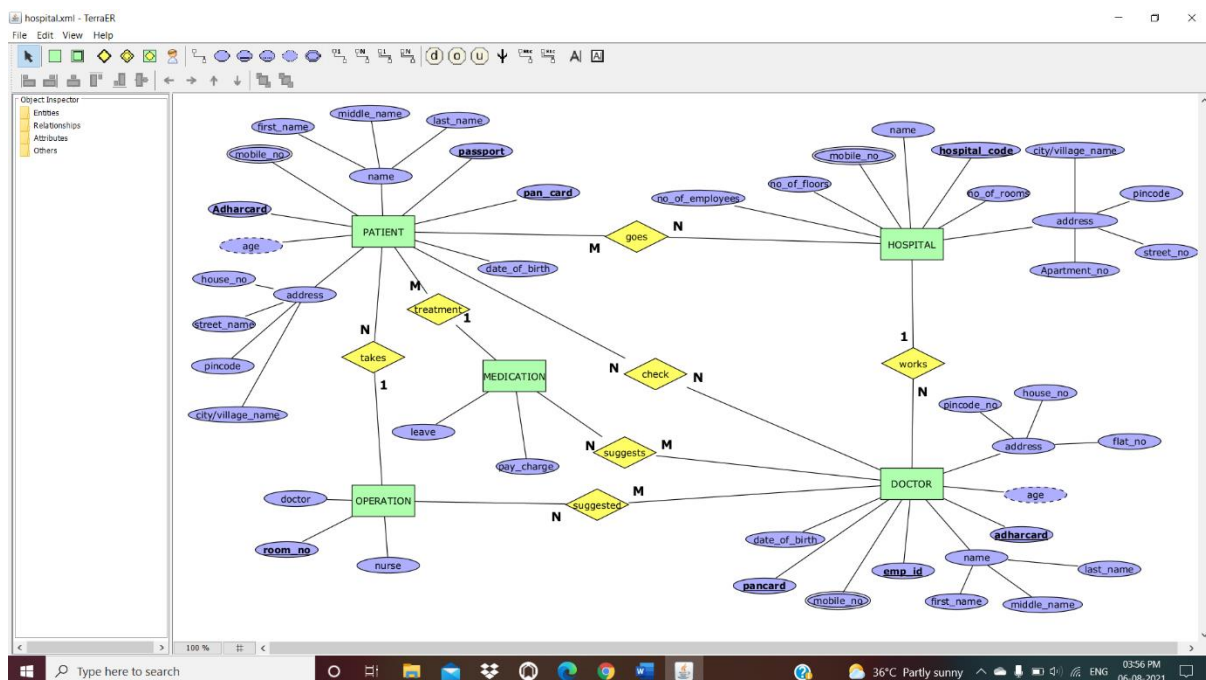 hospital.xml - TerraER
File Edit View Help
d o u
A A
Object Inspector
Entities
Relationships
Attributes
Others
middle_name
first_name
last_name
mobile_no
passport
name
pan_card
Adharcard
PATIENT
age
date_of_birth
house_no
address
street_name
pincode
city/village_name
M
goes
N
name
mobile_no
hospital_code
city/village_name
no_of_floors
no_of_rooms
pincode
no_of_employees
address
HOSPITAL
street_no
Apartment_no
M
treatment
1
N
takes
1
MEDICATION
leave
pay_charge
N
check
N
1
works
N
N
suggests
M
house_no
pincode_no
address
flat_no
doctor
OPERATION
room_no
nurse
M
suggested
N
DOCTOR
age
date_of_birth
adharcard
pancard
emp_id
name
last_name
mobile_no
first_name
middle_name
100 %
Type here to search
36°C Partly sunny
ENG
03:56 PM
06-08-2021